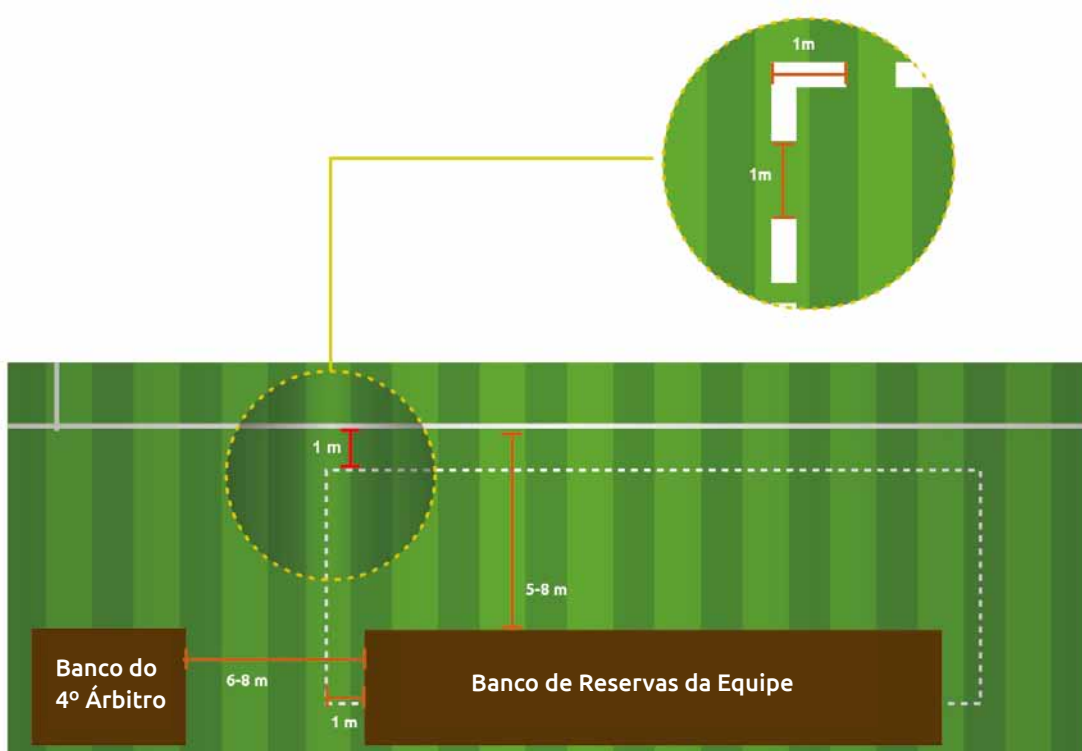 1m
1m
1 m
5-8 m
Banco do
4º Árbitro
6-8 m
1 m
Banco de Reservas da Equipe